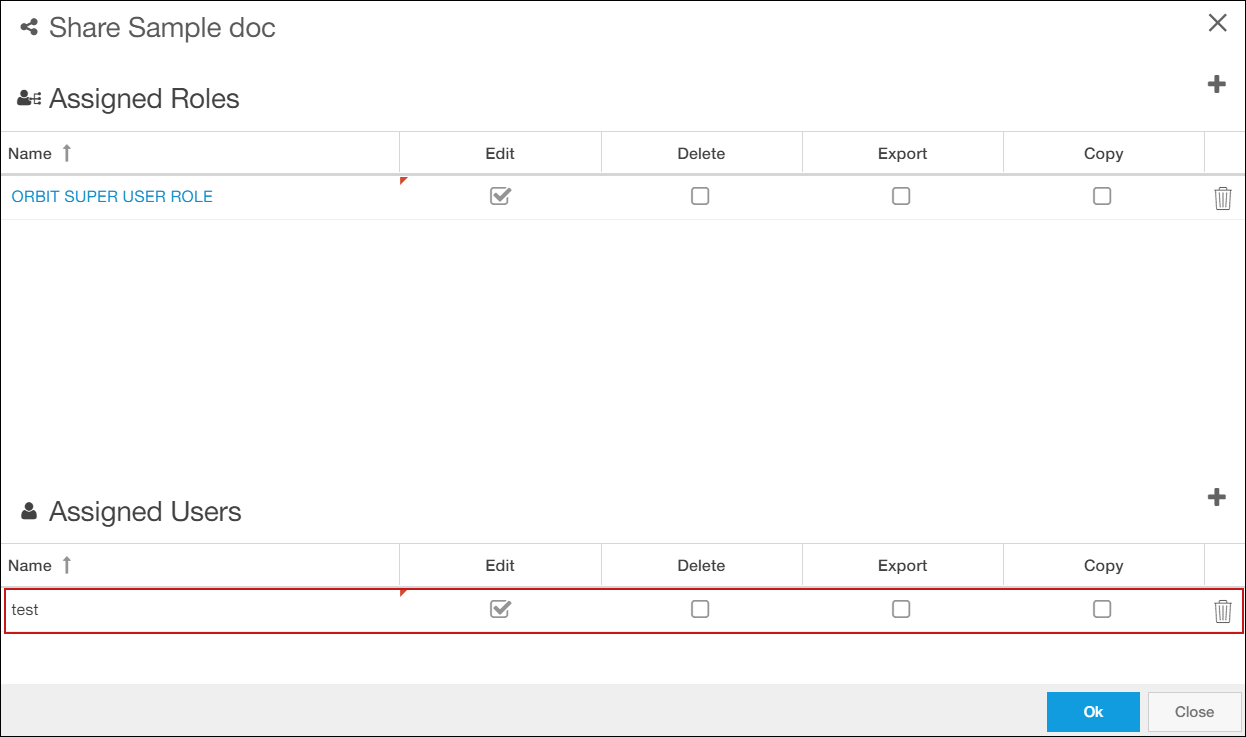 Share Sample doc
Assigned Roles
Name Edit Delete Export Copy
ORBIT SUPER USER ROLE
Assigned Users
Name Edit Delete Export Copy
test
Ok Close